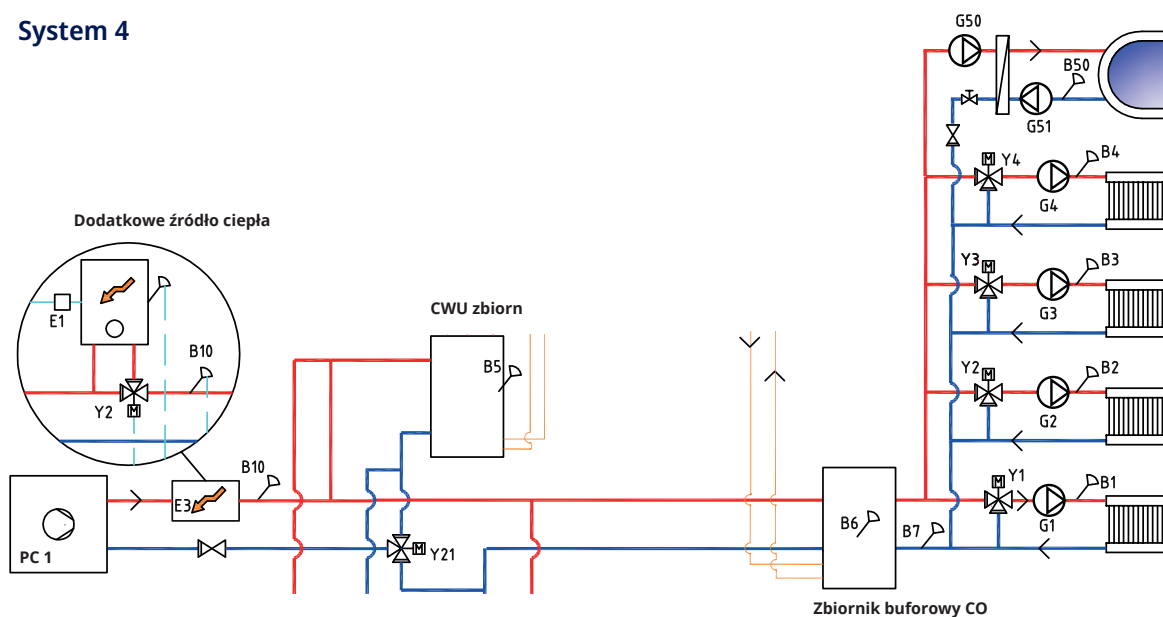 System 4
G50
B50
G51
Y4
B4
G4
Dodatkowe źródło ciepła
Y3
B3
G3
E1
CWU zbiorn
B10
B5
Y2
M
Y2
M
B2
G2
B10
E3
Y1
M
B1
G1
B6
B7
PC 1
M
Y21
M
M
Zbiornik buforowy CO